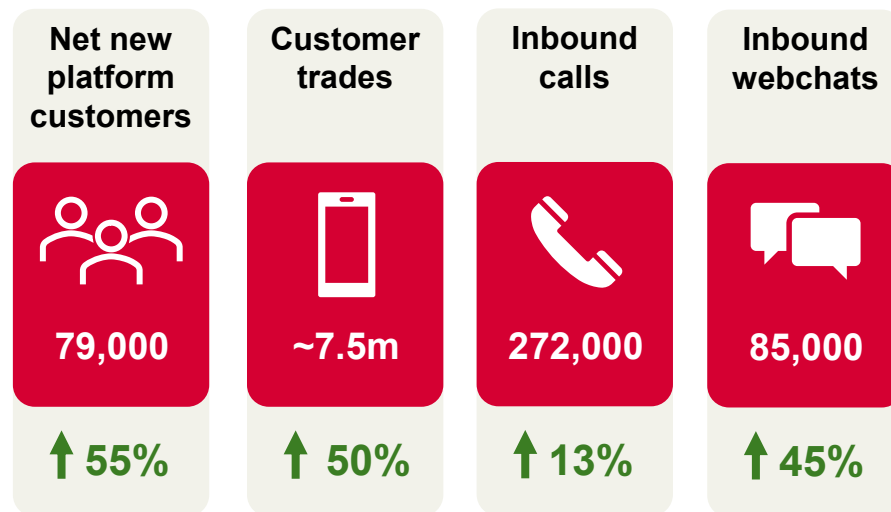 Net new
platform
customers
79,000
55%
Customer
trades
~7.5m
50%
Inbound
calls
272,000
13%
Inbound
webchats
85,000
45%